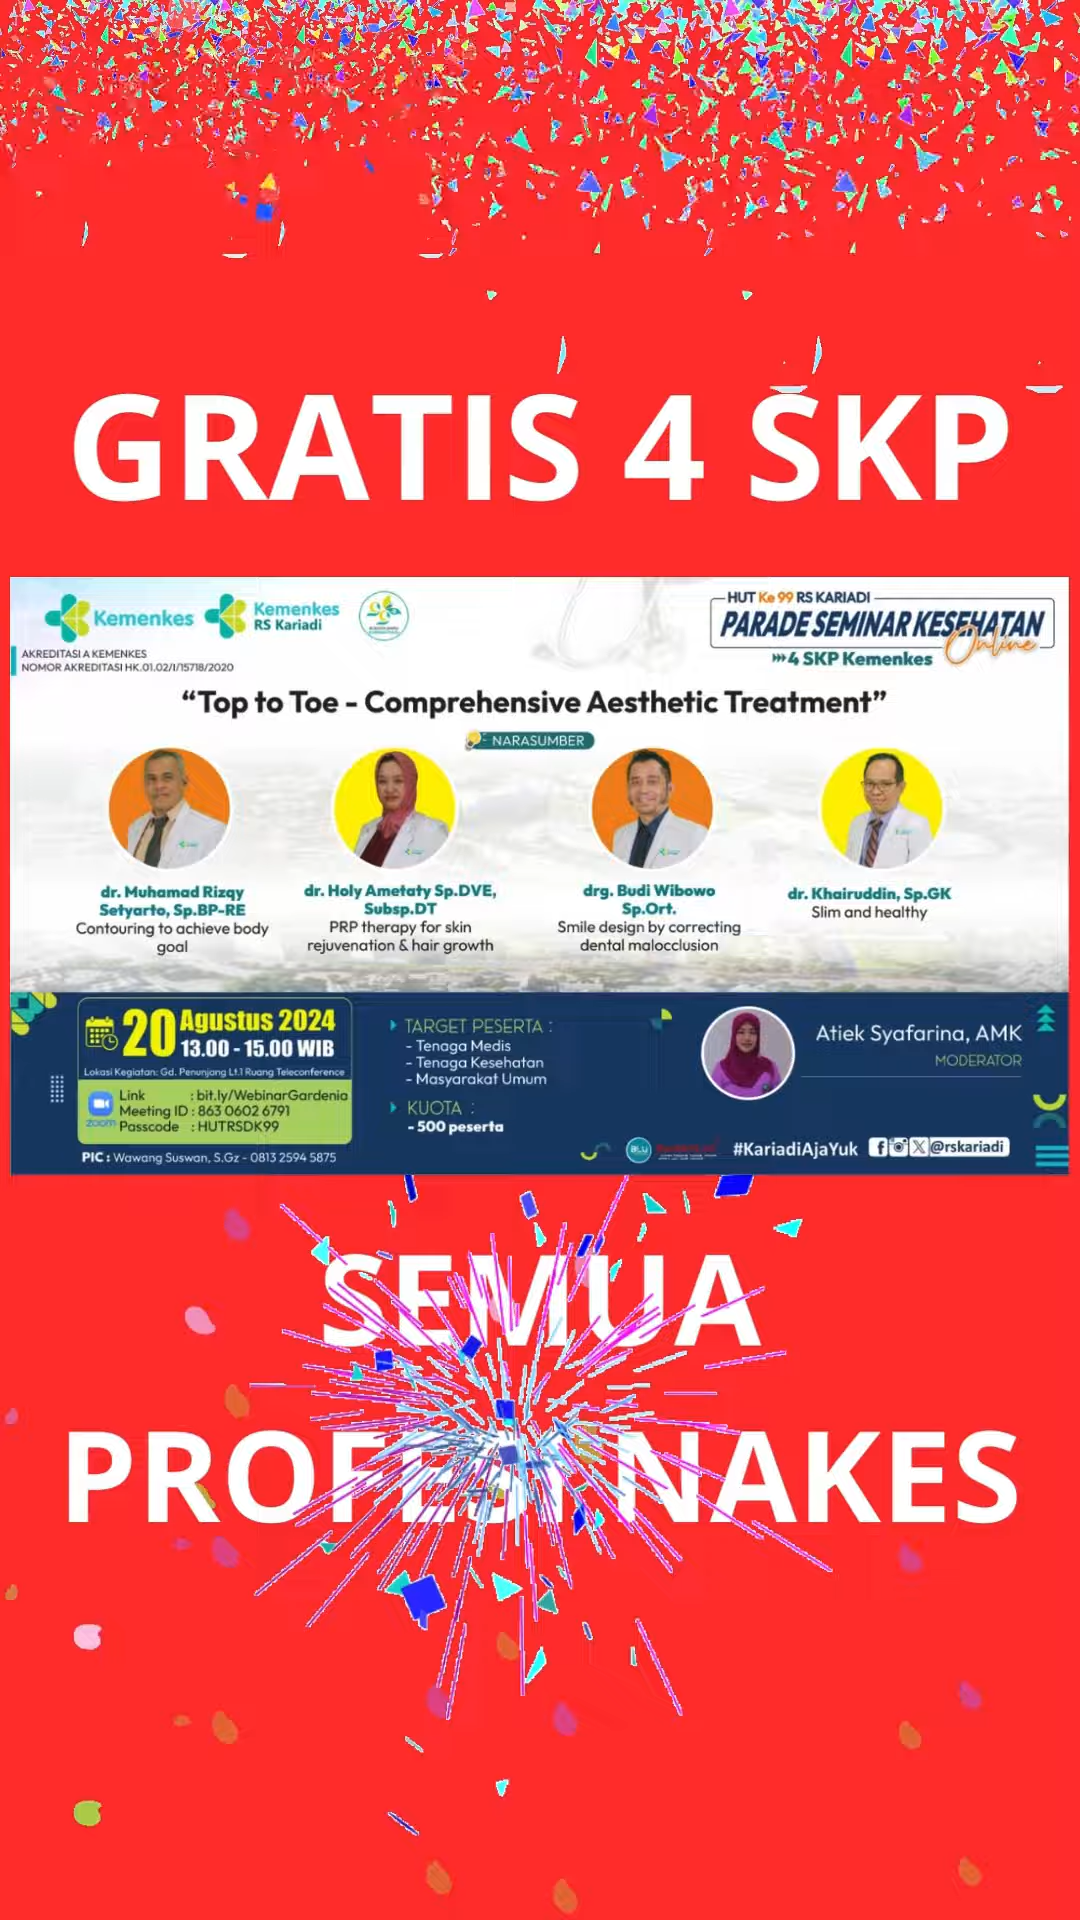 GRATIS 4 SKP
Kemenkes
Kemenkes
RS Kariadi
AKREDITASI A KEMENKES
NOMOR AKREDITASI HK.01.02/I/15718/2020
HUT Ke 99 RS KARIADI
PARADE SEMINAR KESEHATAN
Online
4 SKP Kemenkes
“Top to Toe - Comprehensive Aesthetic Treatment”
NARASUMBER
dr. Muhamad Rizqy
Setyarto, Sp.BP-RE
Contouring to achieve body
goal
dr. Holy Ametaty Sp.DVE,
Subsp.DT
PRP therapy for skin
rejuvenation & hair growth
drg. Budi Wibowo
Sp.Ort.
Smile design by correcting
dental malocclusion
dr. Khairuddin, Sp.GK
Slim and healthy
20 Agustus 2024
13.00 - 15.00 WIB
Lokasi Kegiatan: Gd. Penunjang Lt.1 Ruang Teleconference
zoom
Link : bit.ly/WebinarGardenia
Meeting ID : 863 0602 6791
Passcode : HUTRSDK99
PIC : Wawang Suswan, S.Gz - 0813 2594 5875
TARGET PESERTA :
- Tenaga Medis
- Tenaga Kesehatan
- Masyarakat Umum
KUOTA :
- 500 peserta
Atiek Syafarina, AMK
MODERATOR
BLU
#KariadiAjaYuk
@rskariadi
SEMUA
PROFESI NAKES